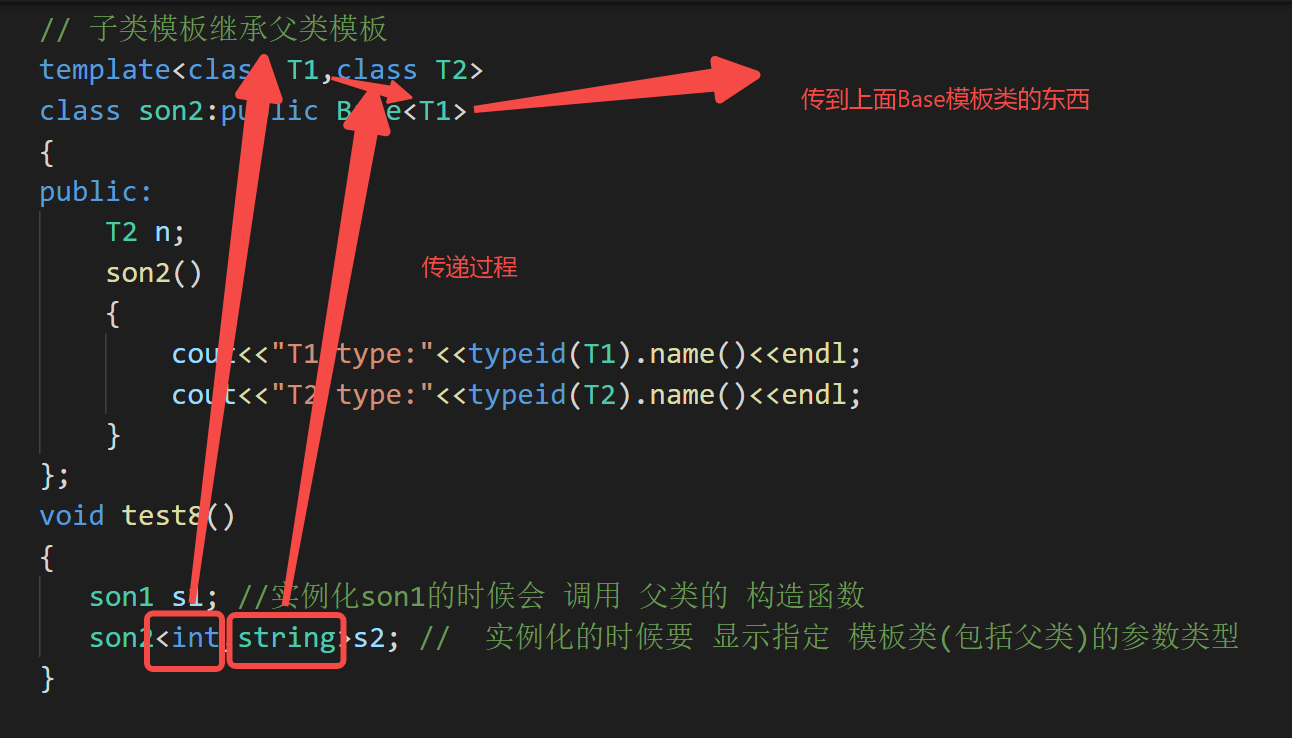 // 子类模板继承父类模板
template<class T1,class T2>
class son2:public Base<T1>
传到上面Base模板类的东西
{
public:
T2 n;
son2()
传递过程
{
cout<<"T1 type:"<<typeid(T1).name()<<endl;
cout<<"T2 type:"<<typeid(T2).name()<<endl;
}
};
void test8()
{
son1 s1; //实例化son1的时候会 调用 父类的 构造函数
son2<int,string>s2; // 实例化的时候要 显示指定 模板类(包括父类)的参数类型
}